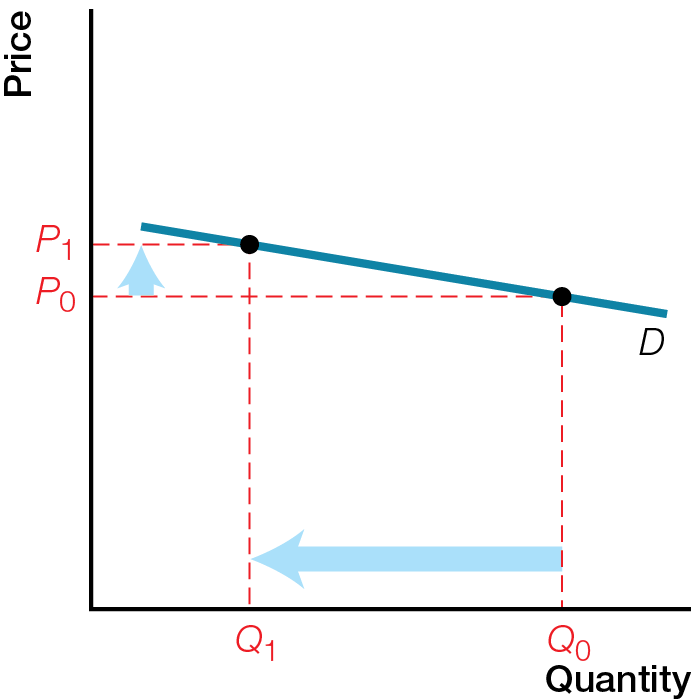 Price
P₁
P₀
D
Q₁
Q₀
Quantity